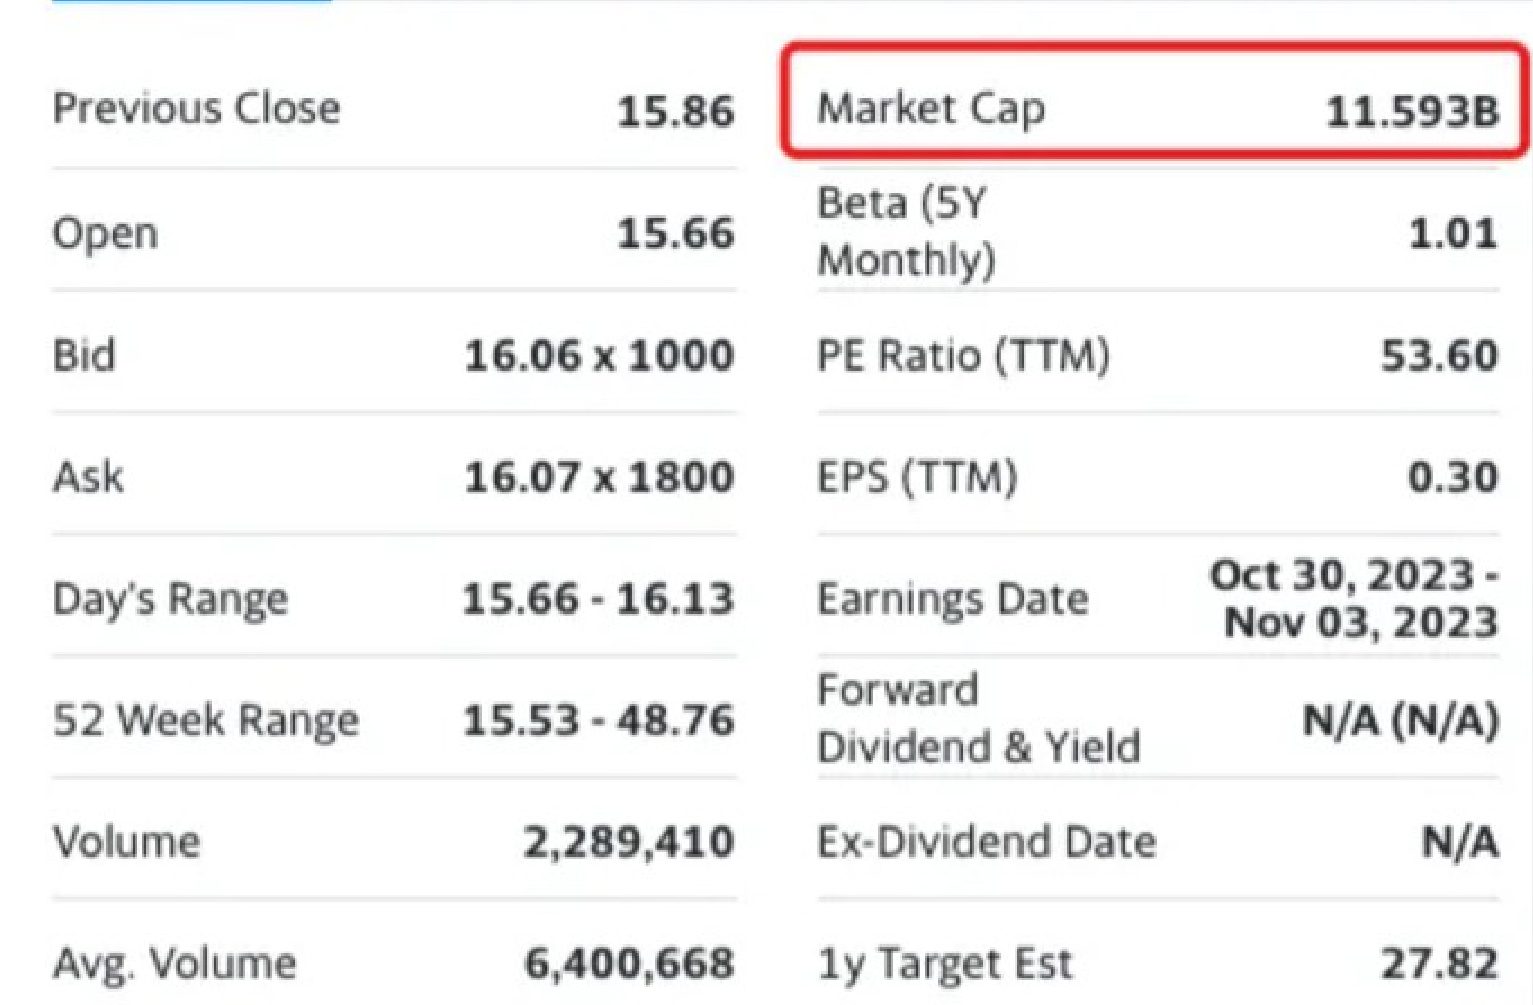 Previous Close 15.86
Open 15.66
Bid 16.06 x 1000
Ask 16.07 x 1800
Day's Range 15.66 - 16.13
52 Week Range 15.53 - 48.76
Volume 2,289,410
Avg. Volume 6,400,668
Market Cap 11.593B
Beta (5Y
Monthly) 1.01
PE Ratio (TTM) 53.60
EPS (TTM) 0.30
Earnings Date Oct 30, 2023 -
Nov 03, 2023
Forward
Dividend & Yield N/A (N/A)
Ex-Dividend Date N/A
1y Target Est 27.82